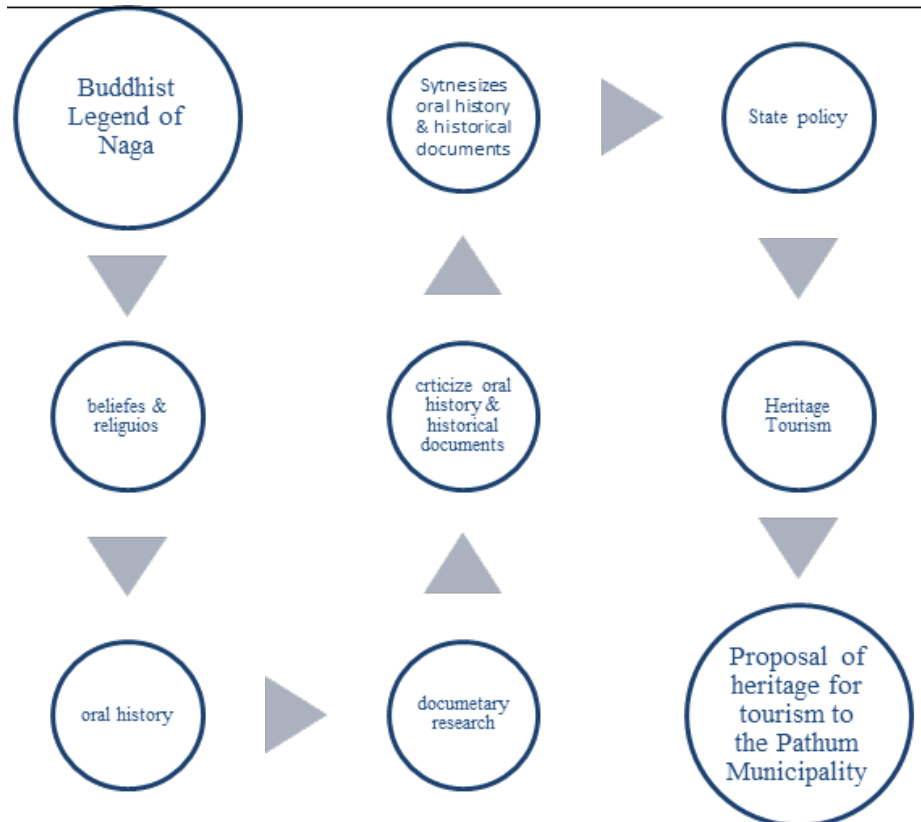 Buddhist
Legend of
Naga
beliefes &
religuios
oral history
documetary
research
crticize oral
history &
historical
documents
Sytnesizes
oral history
& historical
documents
State policy
Heritage
Tourism
Proposal of
heritage for
tourism to
the Pathum
Municipality